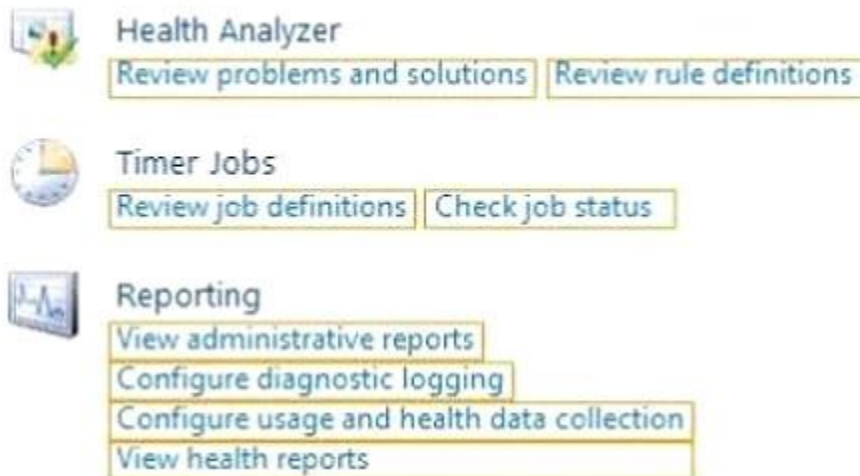 Health Analyzer
Review problems and solutions Review rule definitions
Timer Jobs
Review job definitions Check job status
Reporting
View administrative reports
Configure diagnostic logging
Configure usage and health data collection
View health reports